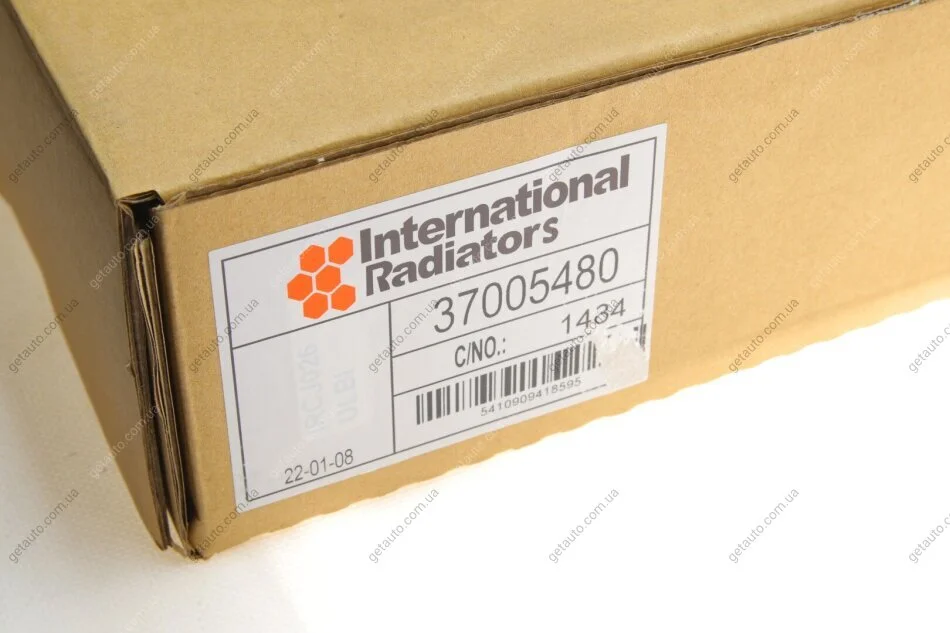 International
Radiators
37005480
C/NO.: 1434
5410909418595
22-01-08
getauto.com.ua